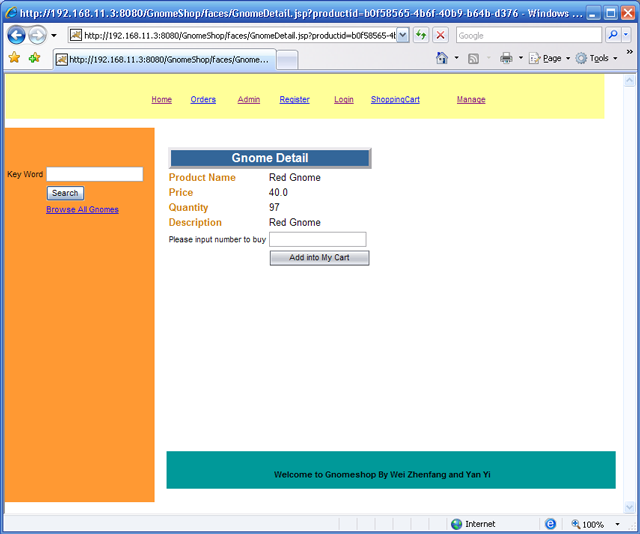 http://192.168.11.3:8080/GnomeShop/faces/GnomeDetail.jsp?productid=b0f58565-4b6f-40b9-b64b-d376 - Windows ...
http://192.168.11.3:8080/GnomeShop/faces/GnomeDetail.jsp?productid=b0f58565-4b
Google
http://192.168.11.3:8080/GnomeShop/faces/Gnome...
Page
Tools
Home Orders Admin Register Login ShoppingCart Manage
Gnome Detail
Key Word
Product Name Red Gnome
Search
Price 40.0
Browse All Gnomes
Quantity 97
Description Red Gnome
Please input number to buy
Add into My Cart
Welcome to Gnomeshop By Wei Zhenfang and Yan Yi
Internet
100%